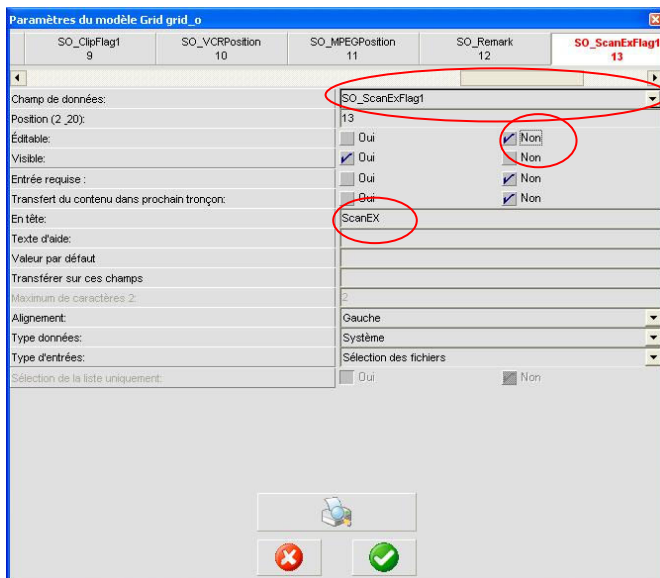 Paramètres du modèle Grid grid_o
SO_ClipFlag1 SO_VCRPosition SO_MPEGPosition SO_Remark SO_ScanExFlag1
9 10 11 12 13
Champ de données: SO_ScanExFlag1
Position (2_20): 13
Éditable: Oui Non
Visible: Oui Non
Entrée requise : Oui Non
Transfert du contenu dans prochain tronçon: Oui Non
En tête: ScanEX
Texte d'aide:
Valeur par défaut
Transférer sur ces champs
Maximum de caractères 2: 2
Alignement: Gauche
Type données: Système
Type d'entrées: Sélection des fichiers
Sélection de la liste uniquement: Oui Non